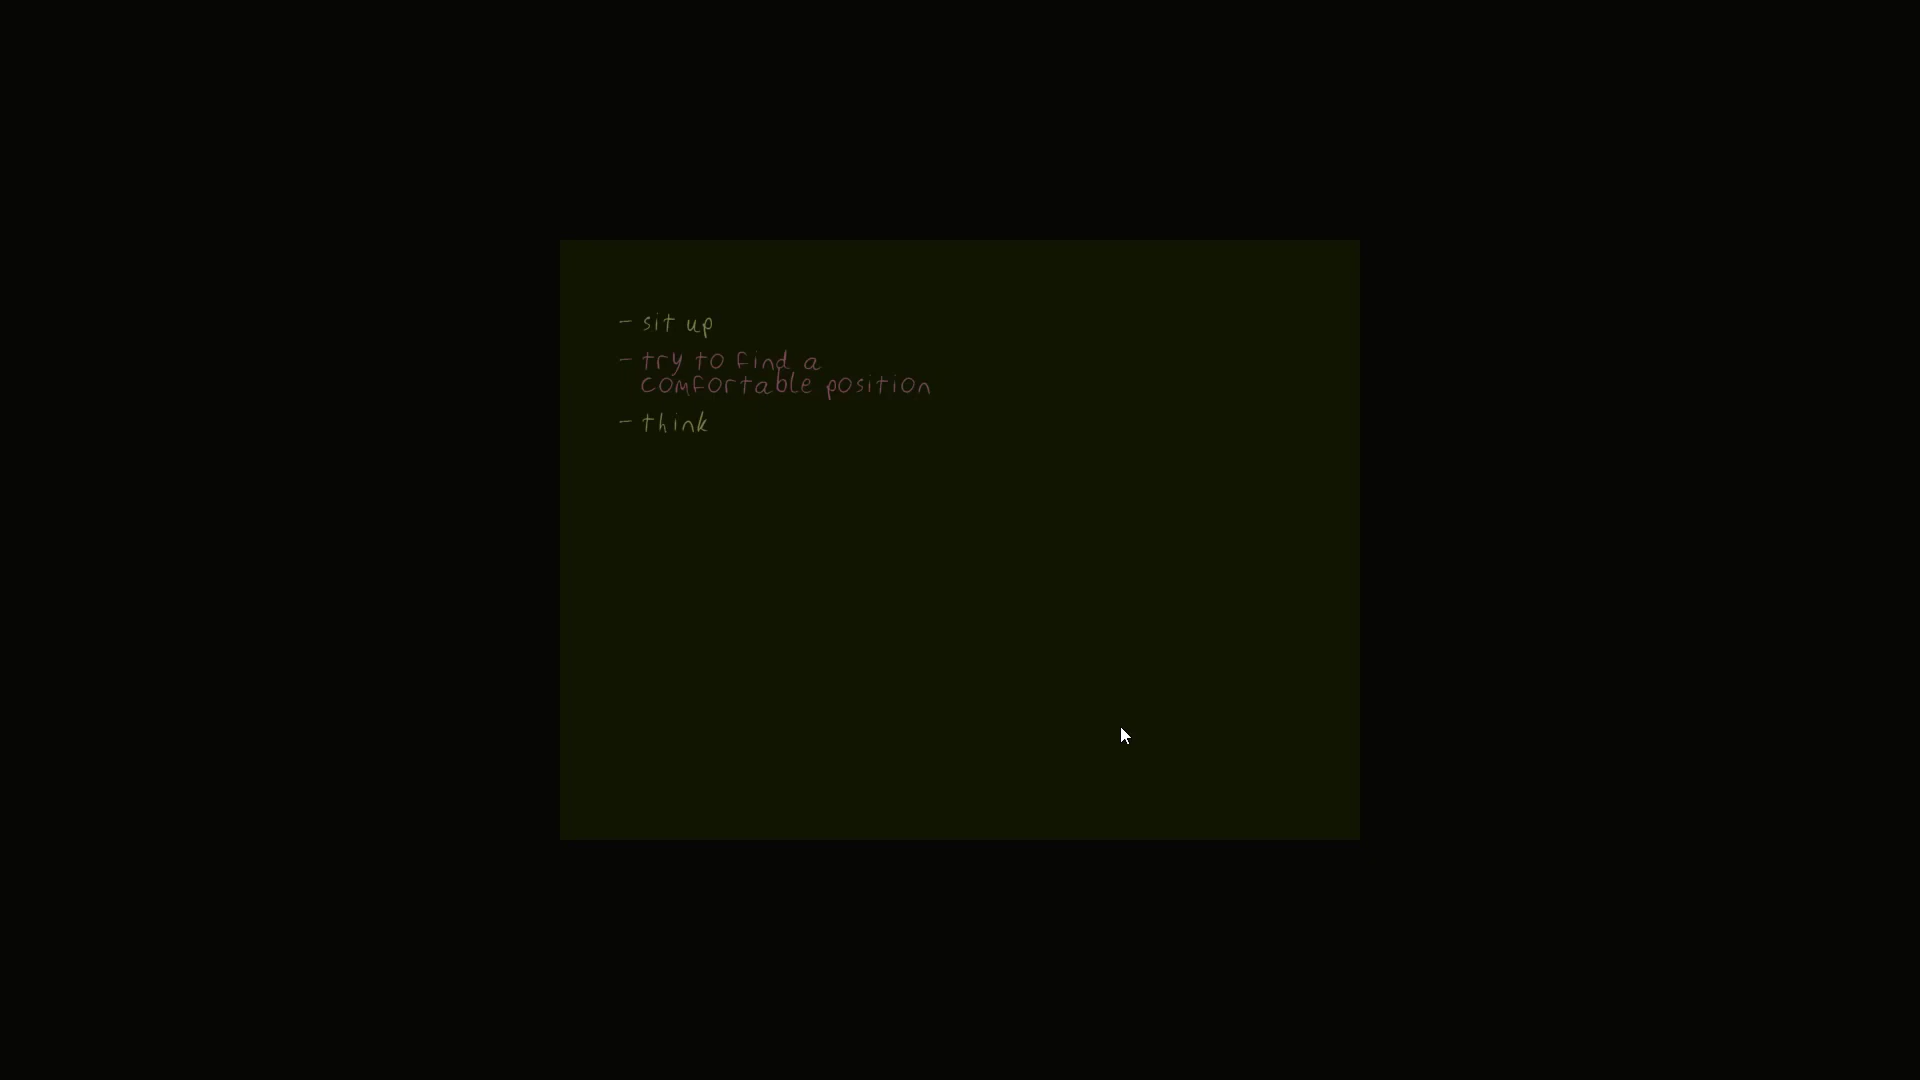 - sit up
- try to find a
comfortable position
- think